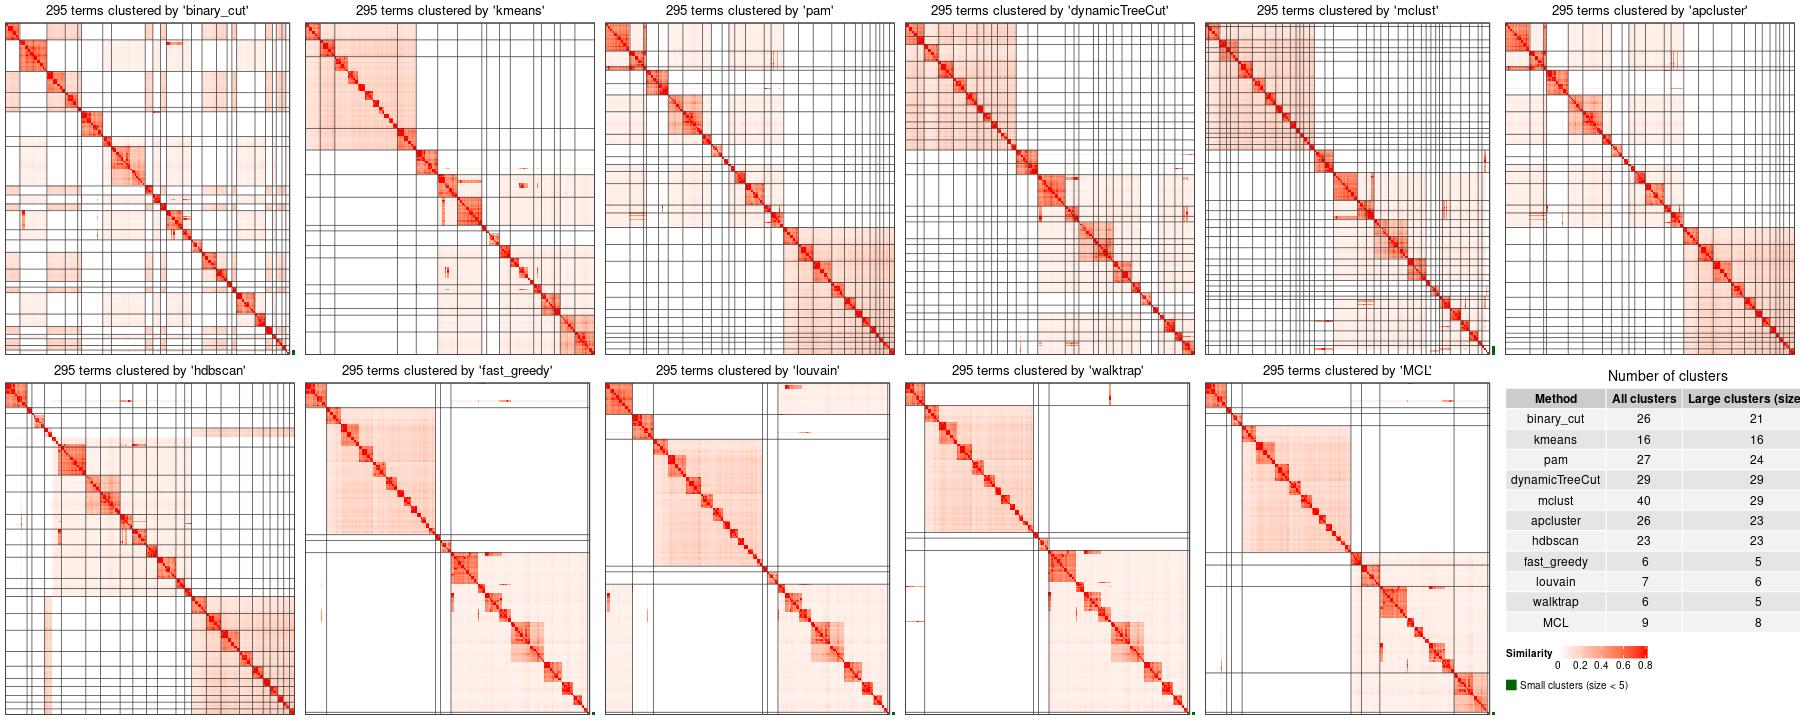 295 terms clustered by 'binary_cut'
295 terms clustered by 'kmeans'
295 terms clustered by 'pam'
295 terms clustered by 'dynamicTreeCut'
295 terms clustered by 'mclust'
295 terms clustered by 'apcluster'
295 terms clustered by 'hdbscan'
295 terms clustered by 'fast_greedy'
295 terms clustered by 'louvain'
295 terms clustered by 'walktrap'
295 terms clustered by 'MCL'
Number of clusters
Method All clusters Large clusters (size
binary_cut 26 21
kmeans 16 16
pam 27 24
dynamicTreeCut 29 29
mclust 40 29
apcluster 26 23
hdbscan 23 23
fast_greedy 6 5
louvain 7 6
walktrap 6 5
MCL 9 8
Similarity
0 0.2 0.4 0.6 0.8
Small clusters (size < 5)